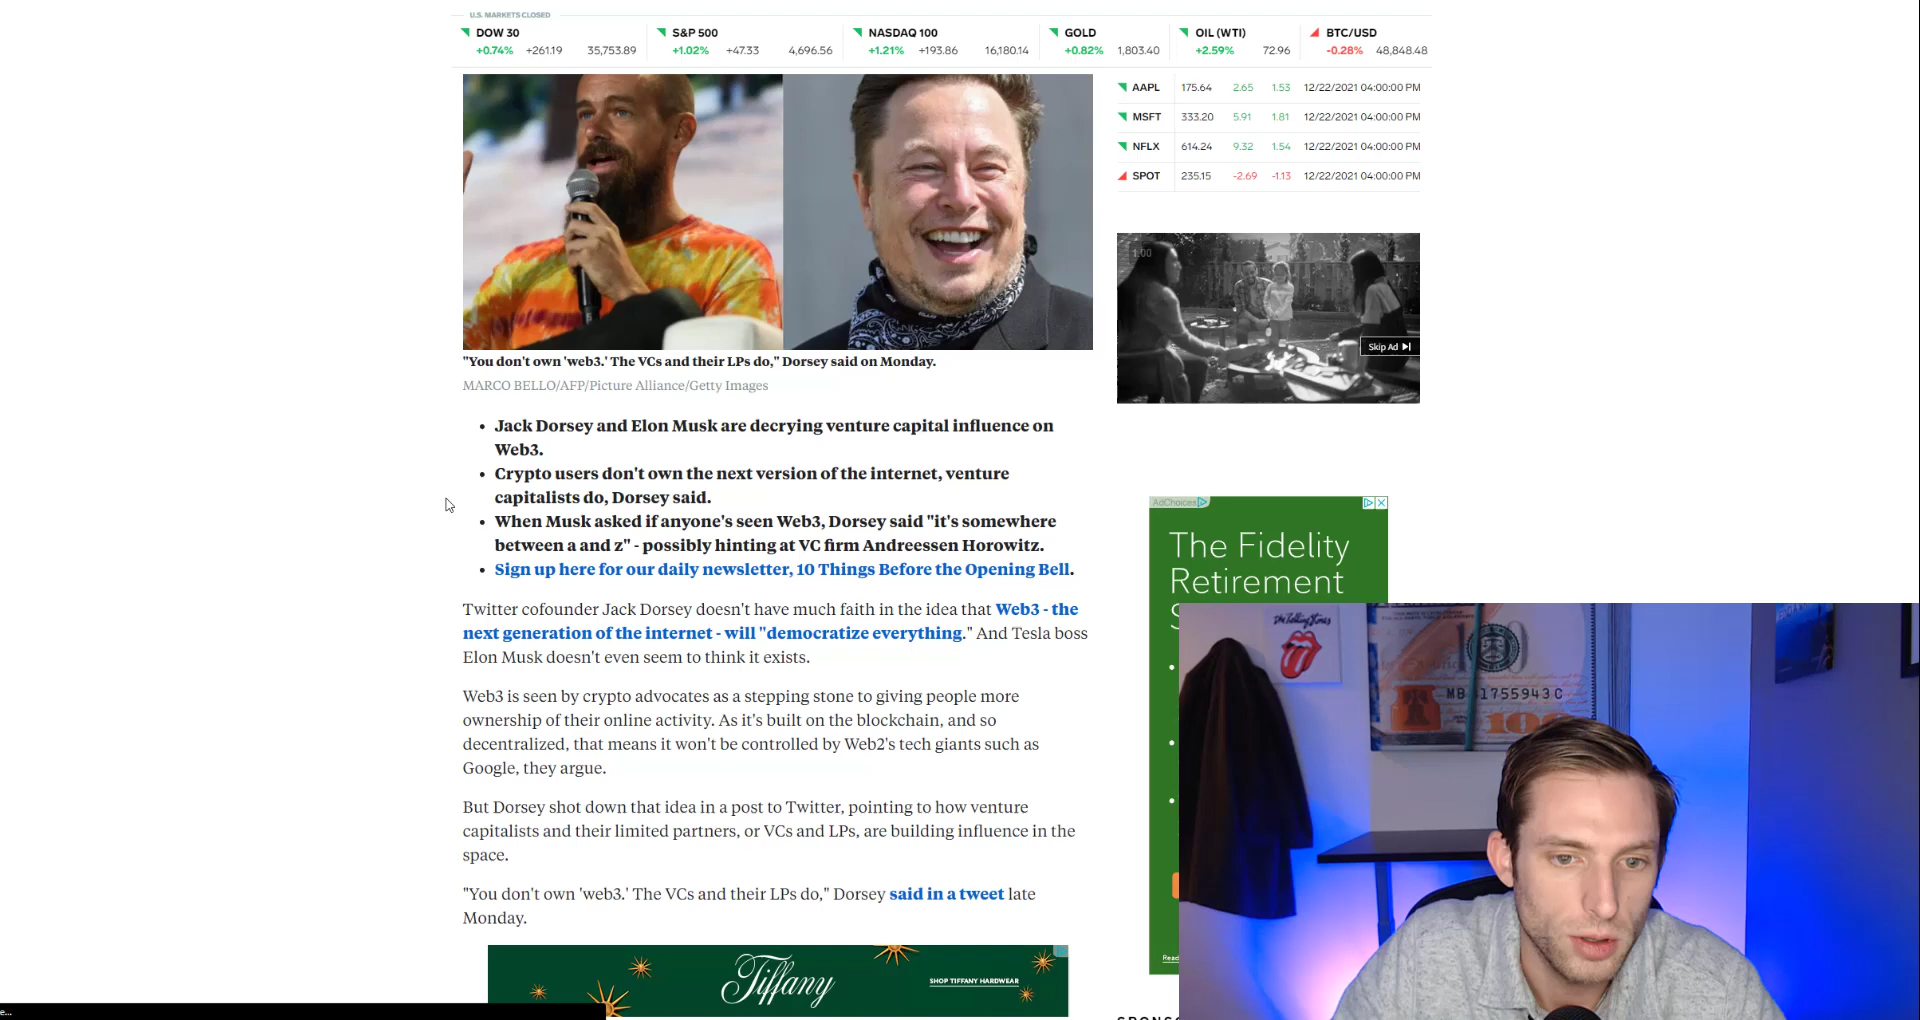 U.S. MARKETS CLOSED
DOW 30
+0.74% +261.19 35,753.89
S&P 500
+1.02% +47.33 4,696.56
NASDAQ 100
+1.21% +193.86 16,180.14
GOLD
+0.82% 1,803.40
OIL (WTI)
+2.59% 72.96
BTC/USD
-0.28% 48,848.48
"You don't own 'web3.' The VCs and their LPs do," Dorsey said on Monday.
MARCO BELLO/AFP/Picture Alliance/Getty Images
• Jack Dorsey and Elon Musk are decrying venture capital influence on
Web3.
• Crypto users don't own the next version of the internet, venture
capitalists do, Dorsey said.
• When Musk asked if anyone's seen Web3, Dorsey said "it's somewhere
between a and z" - possibly hinting at VC firm Andreessen Horowitz.
• Sign up here for our daily newsletter, 10 Things Before the Opening Bell.
Twitter cofounder Jack Dorsey doesn't have much faith in the idea that Web3 - the
next generation of the internet - will "democratize everything." And Tesla boss
Elon Musk doesn't even seem to think it exists.
Web3 is seen by crypto advocates as a stepping stone to giving people more
ownership of their online activity. As it's built on the blockchain, and so
decentralized, that means it won't be controlled by Web2's tech giants such as
Google, they argue.
But Dorsey shot down that idea in a post to Twitter, pointing to how venture
capitalists and their limited partners, or VCs and LPs, are building influence in the
space.
"You don't own 'web3.' The VCs and their LPs do," Dorsey said in a tweet late
Monday.
Tiffany
SHOP TIFFANY HARDWEAR
AAPL 175.64 2.65 1.53 12/22/2021 04:00:00 PM
MSFT 333.20 5.91 1.81 12/22/2021 04:00:00 PM
NFLX 614.24 9.32 1.54 12/22/2021 04:00:00 PM
SPOT 235.15 -2.69 -1.13 12/22/2021 04:00:00 PM
1:00
Skip Ad
AdChoices
The Fidelity
Retirement
Read
The Rolling Stones
MB 1755943C
100
e...